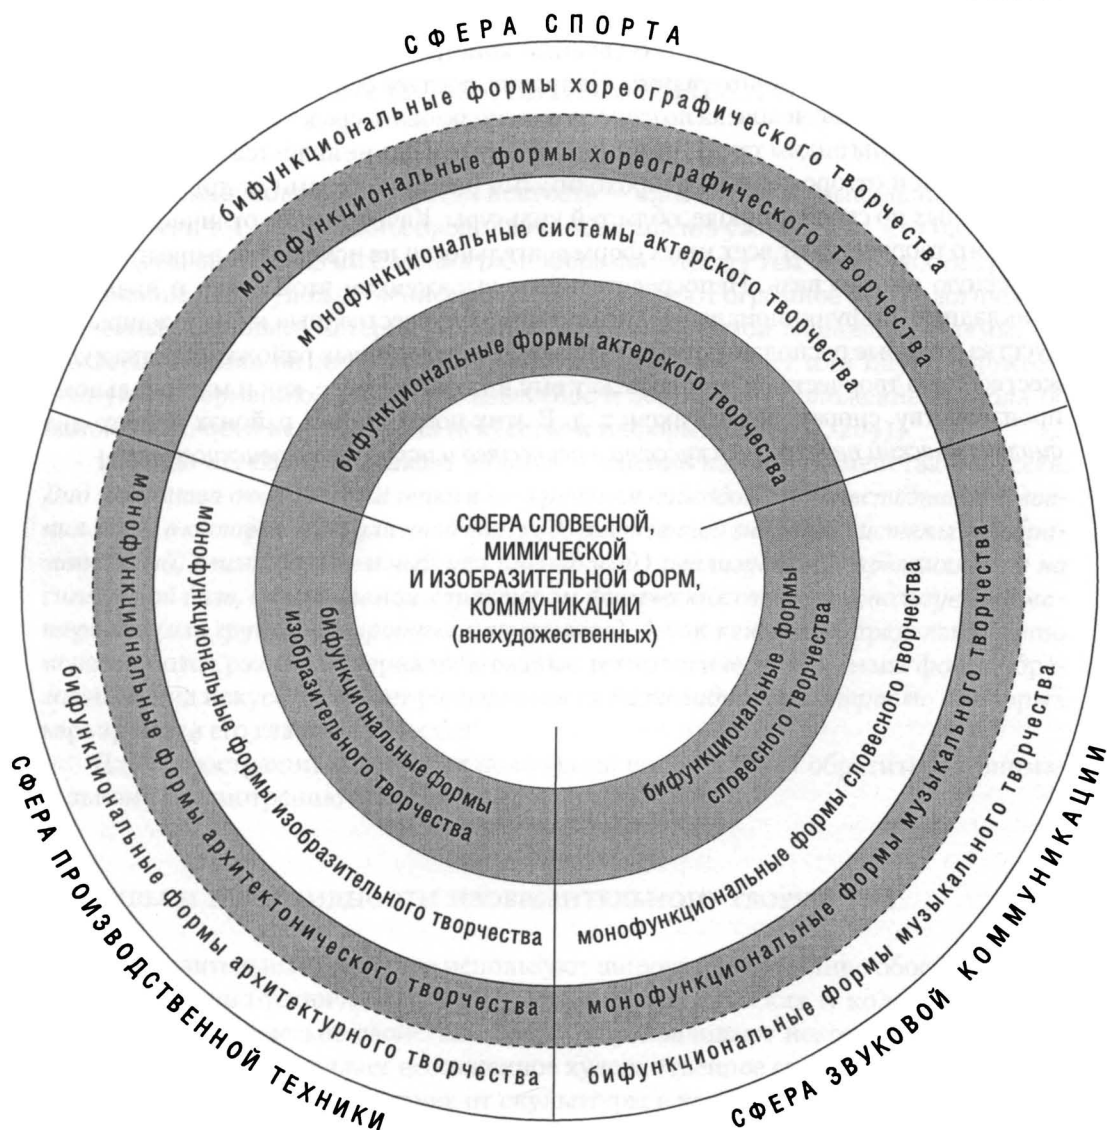 СФЕРА СПОРТА
бифункциональные формы хореографического творчества
монофункциональные формы хореографического творчества
монофункциональные системы актерского творчества
бифункциональные формы актерского творчества
СФЕРА СЛОВЕСНОЙ,
МИМИЧЕСКОЙ
И ИЗОБРАЗИТЕЛЬНОЙ ФОРМ,
КОММУНИКАЦИИ
(внехудожественных)
бифункциональные формы
изобразительного творчества
монофункциональные формы изобразительного творчества
монофункциональные формы архитектонического творчества
бифункциональные формы архитектурного творчества
СФЕРА ПРОИЗВОДСТВЕННОЙ ТЕХНИКИ
бифункциональные формы
словесного творчества
монофункциональные формы словесного творчества
монофункциональные формы музыкального творчества
бифункциональные формы музыкального творчества
СФЕРА ЗВУКОВОЙ КОММУНИКАЦИИ